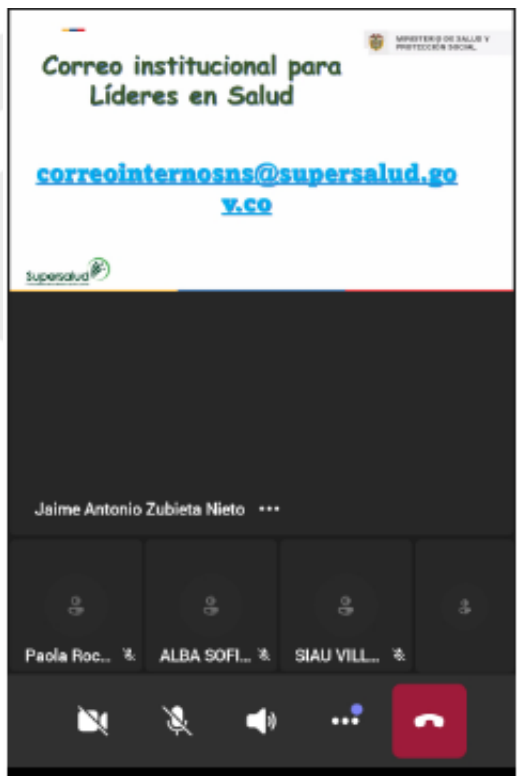 MINISTERIO DE SALUD Y
PROTECCIÓN SOCIAL
Correo institucional para
Líderes en Salud
correointernosns@supersalud.go
v.co
Supersalud
Jaime Antonio Zubieta Nieto ...
Paola Roc... ALBA SOFI... SIAU VILL...